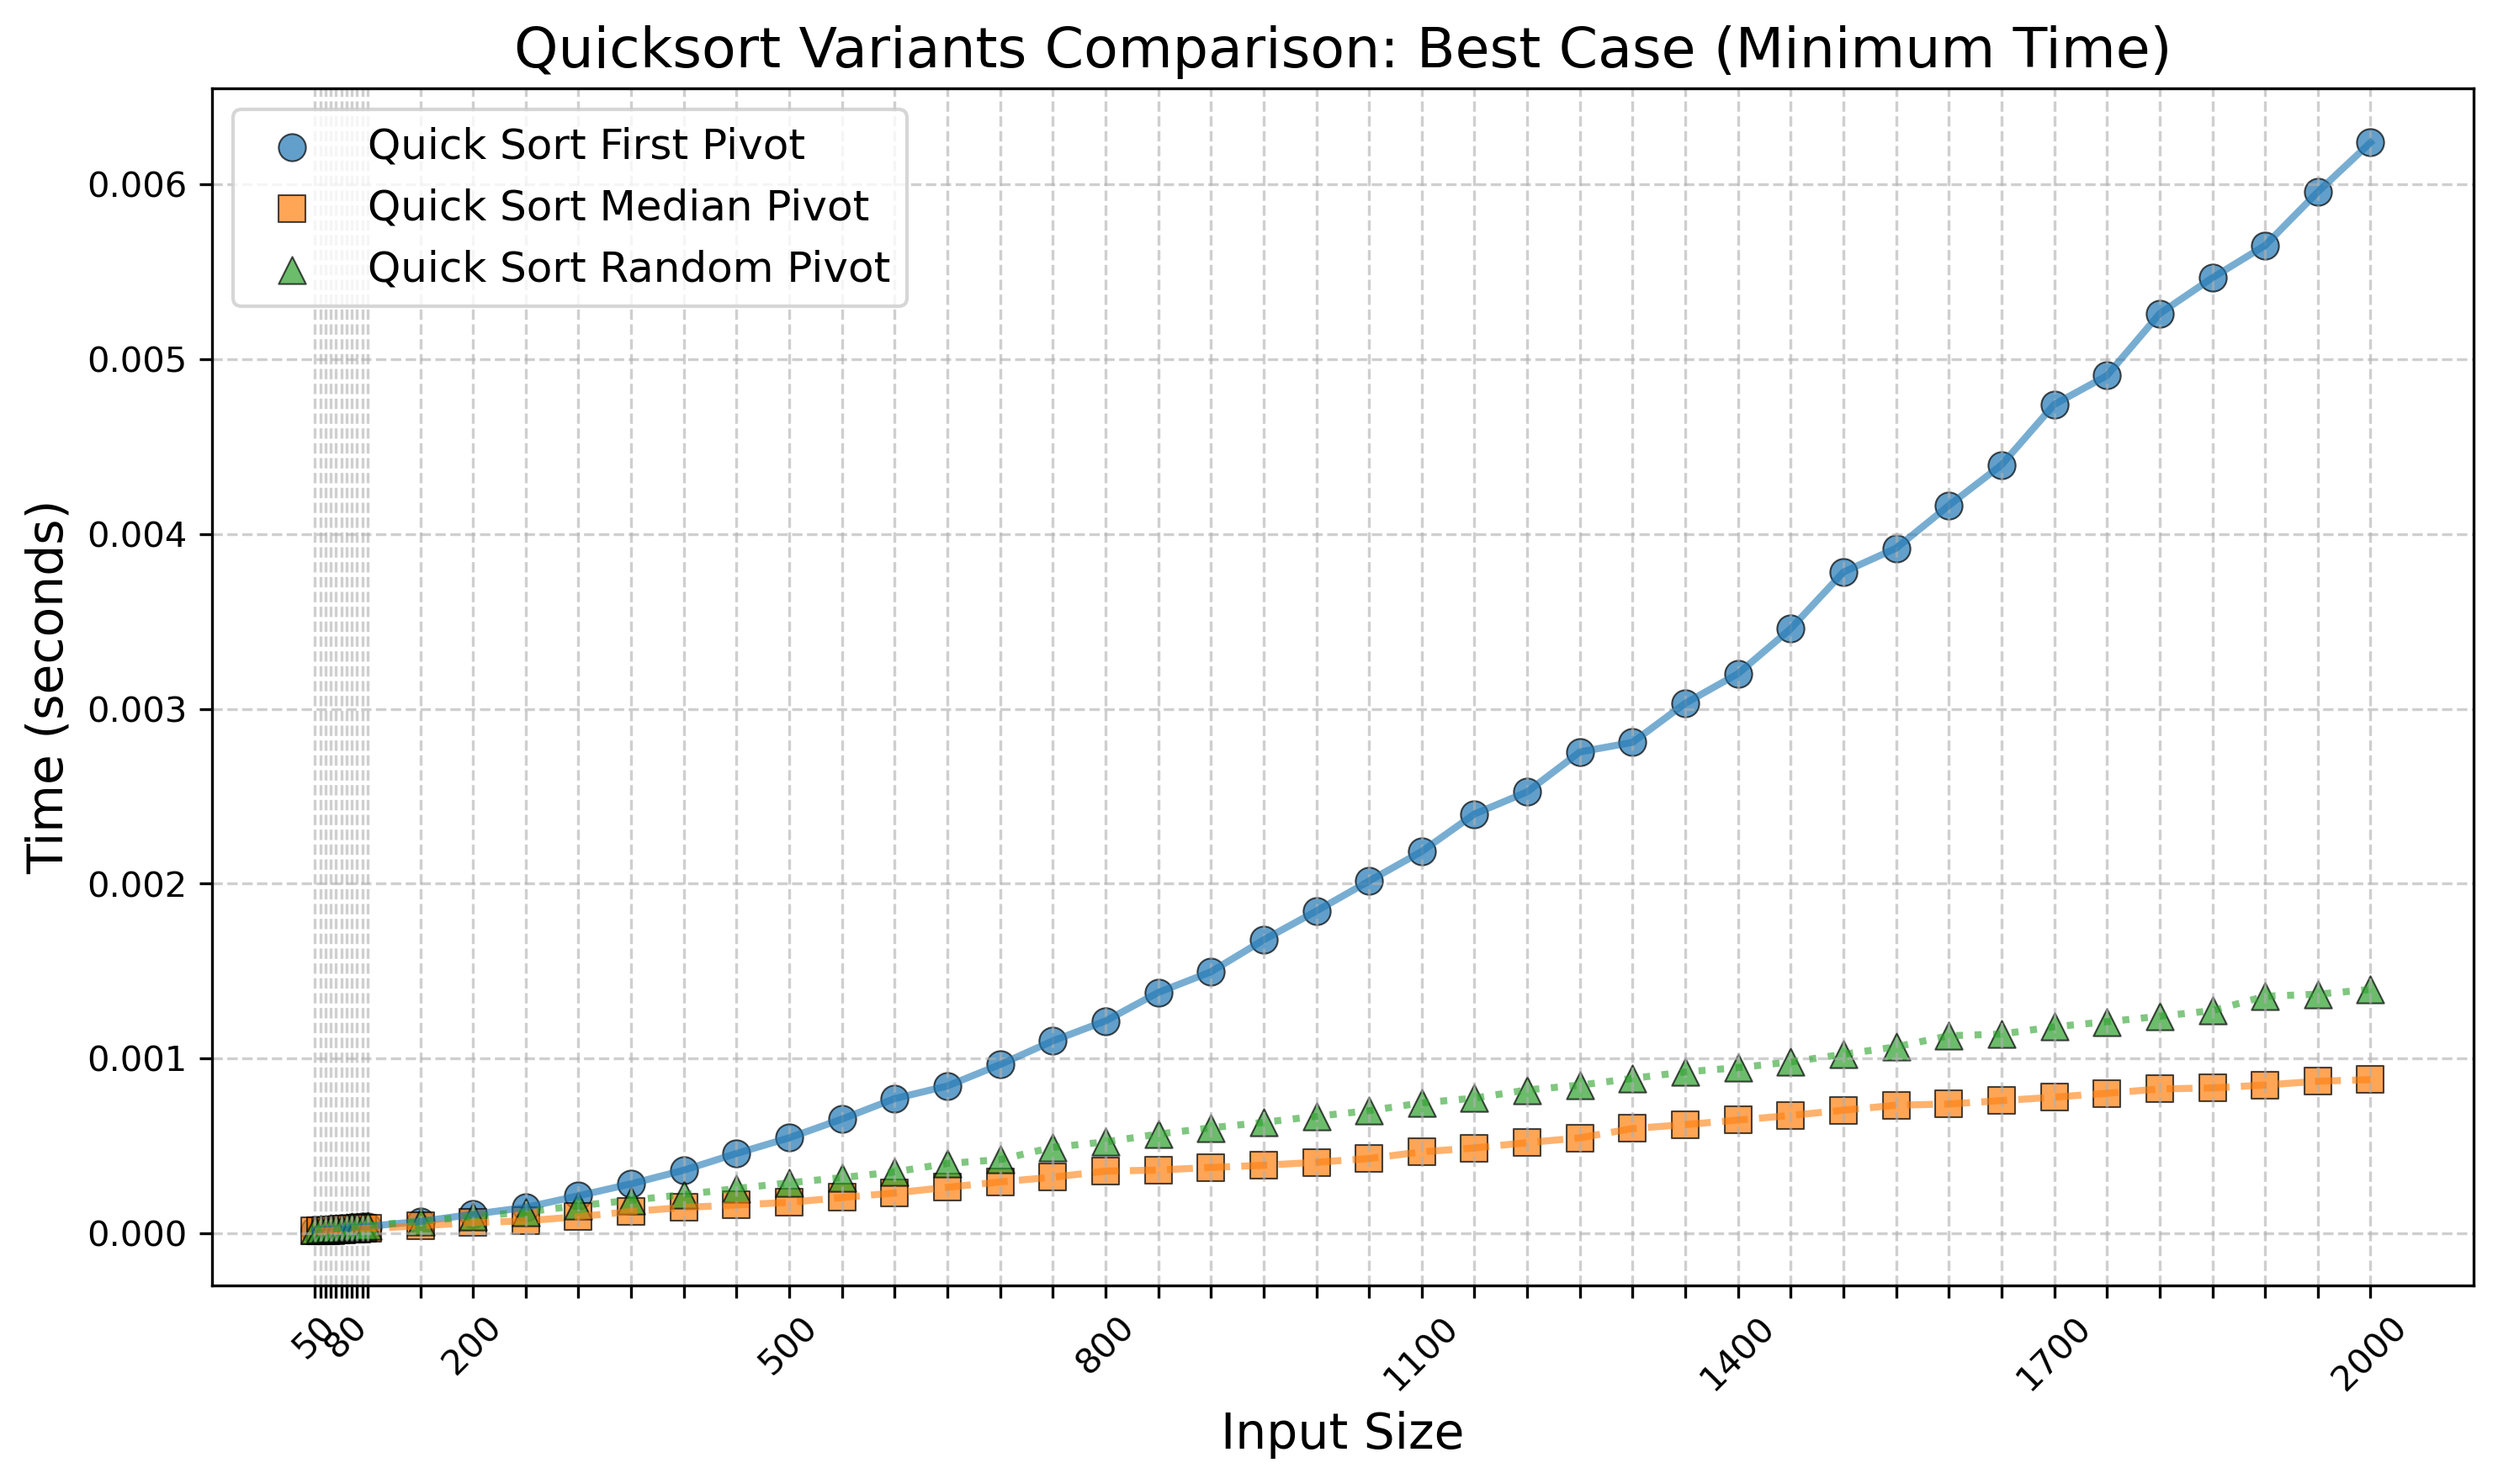 Quicksort Variants Comparison: Best Case (Minimum Time)
Quick Sort First Pivot
Quick Sort Median Pivot
Quick Sort Random Pivot
Time (seconds)
0.006
0.005
0.004
0.003
0.002
0.001
0.000
50 80 200 500 800 1100 1400 1700 2000
Input Size